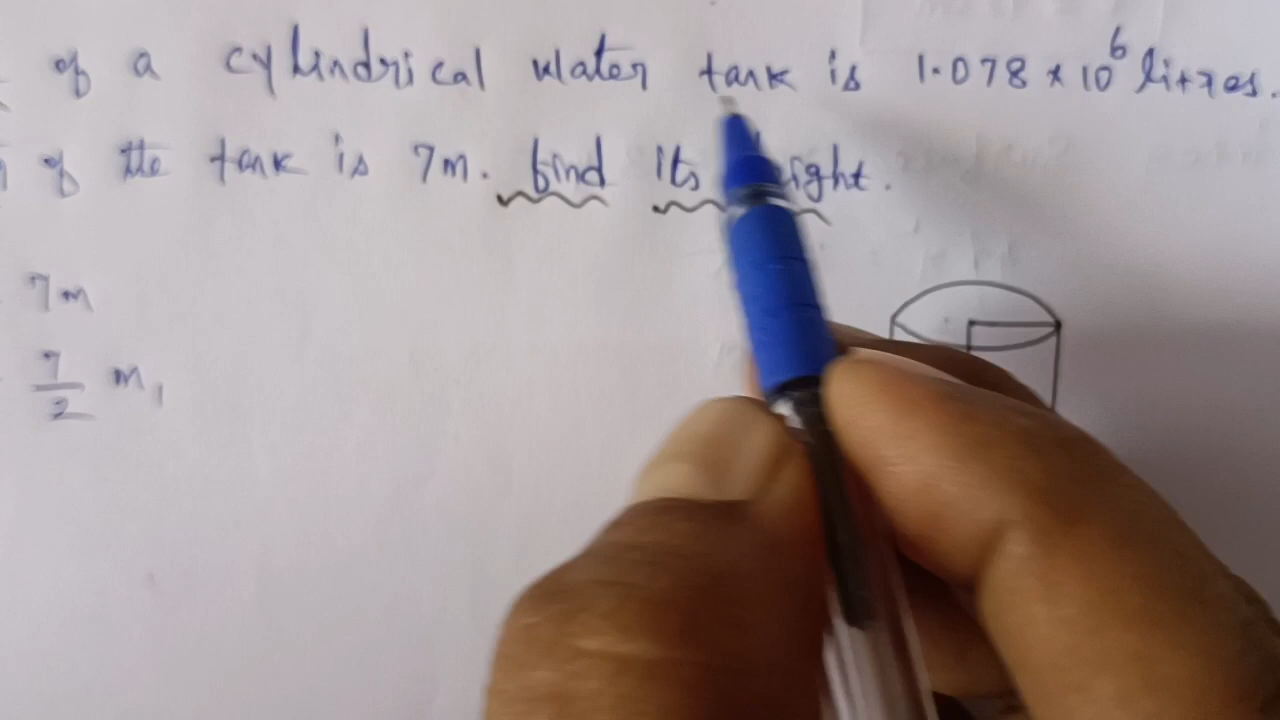 of a cylindrical water tank is 1.078 × 10⁶ litres.
of the tank is 7m. find its
7m
7/2 m,